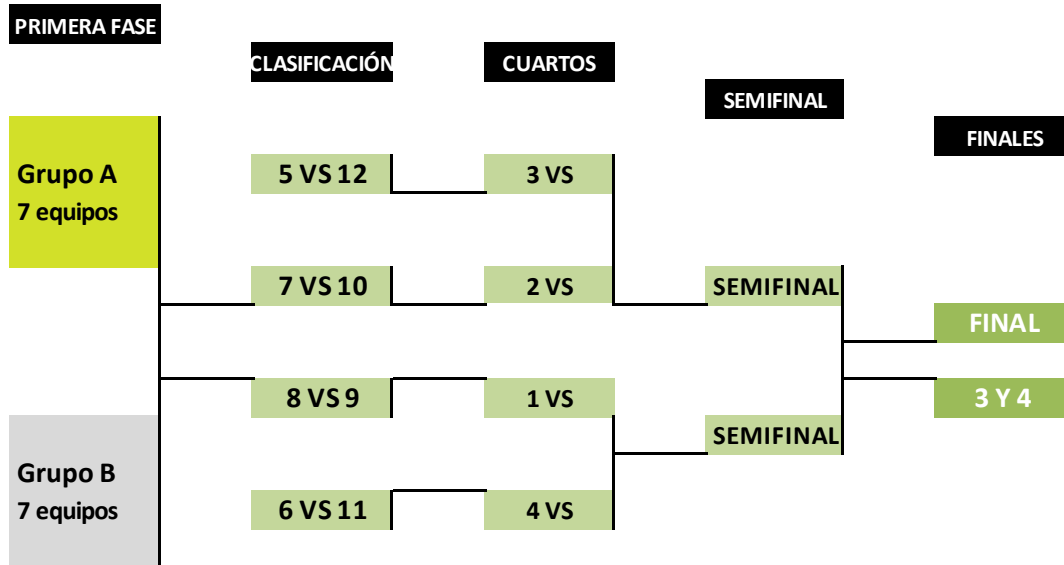 PRIMERA FASE
CLASIFICACIÓN
CUARTOS
SEMIFINAL
FINALES
Grupo A
7 equipos
5 VS 12
3 VS
7 VS 10
2 VS
SEMIFINAL
FINAL
8 VS 9
1 VS
3 Y 4
SEMIFINAL
Grupo B
7 equipos
6 VS 11
4 VS